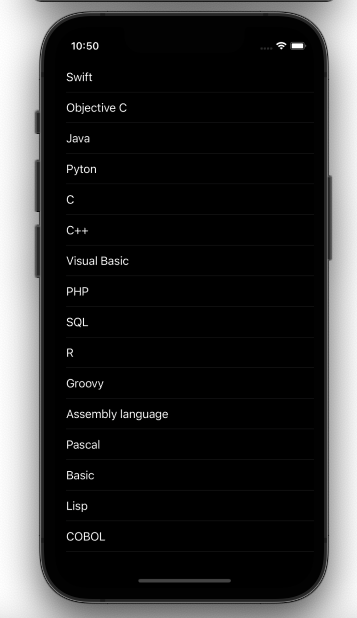 10:50
Swift
Objective C
Java
Pyton
C
C++
Visual Basic
PHP
SQL
R
Groovy
Assembly language
Pascal
Basic
Lisp
COBOL